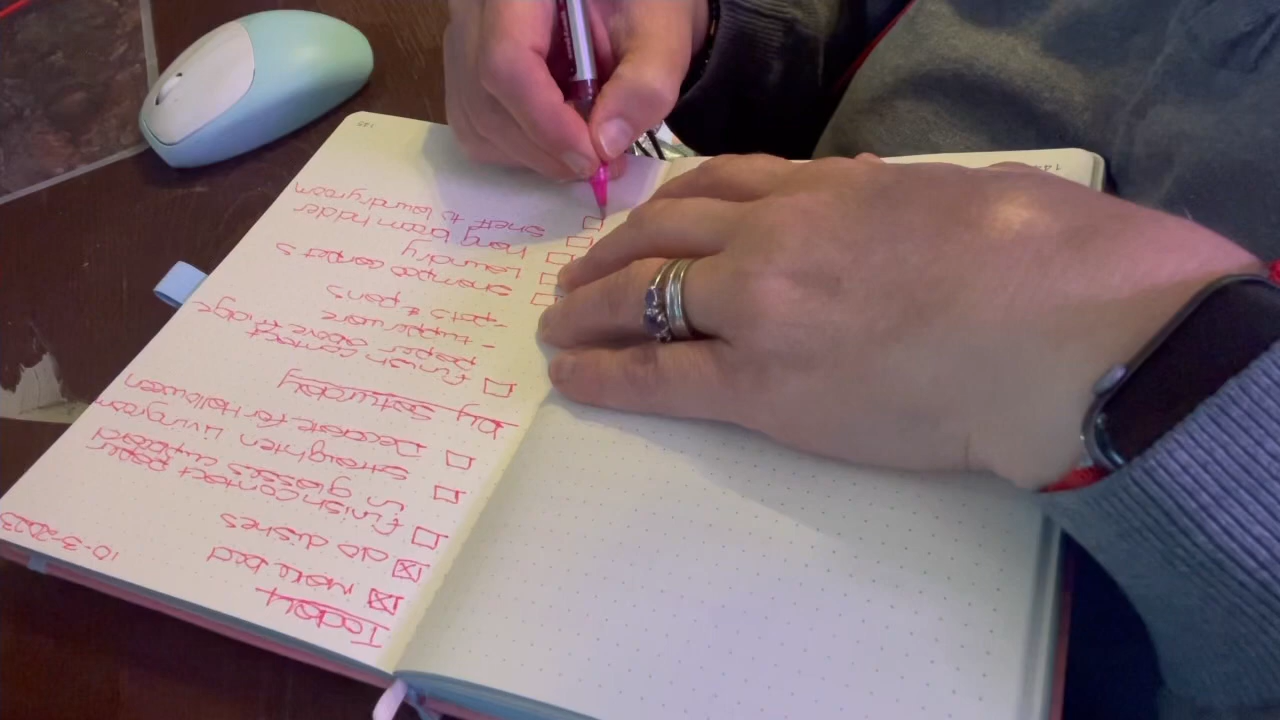 10-3-2023
Today
Make bed
do dishes
finish contact paper
in glasses cupboard
straighten Livingroom
Decorate for Halloween
by Saturday
finish contact
paper above fridge
- tupperware
- pots & pans
shampoo carpets
Laundry
hang broom holder
shelf to laundryroom